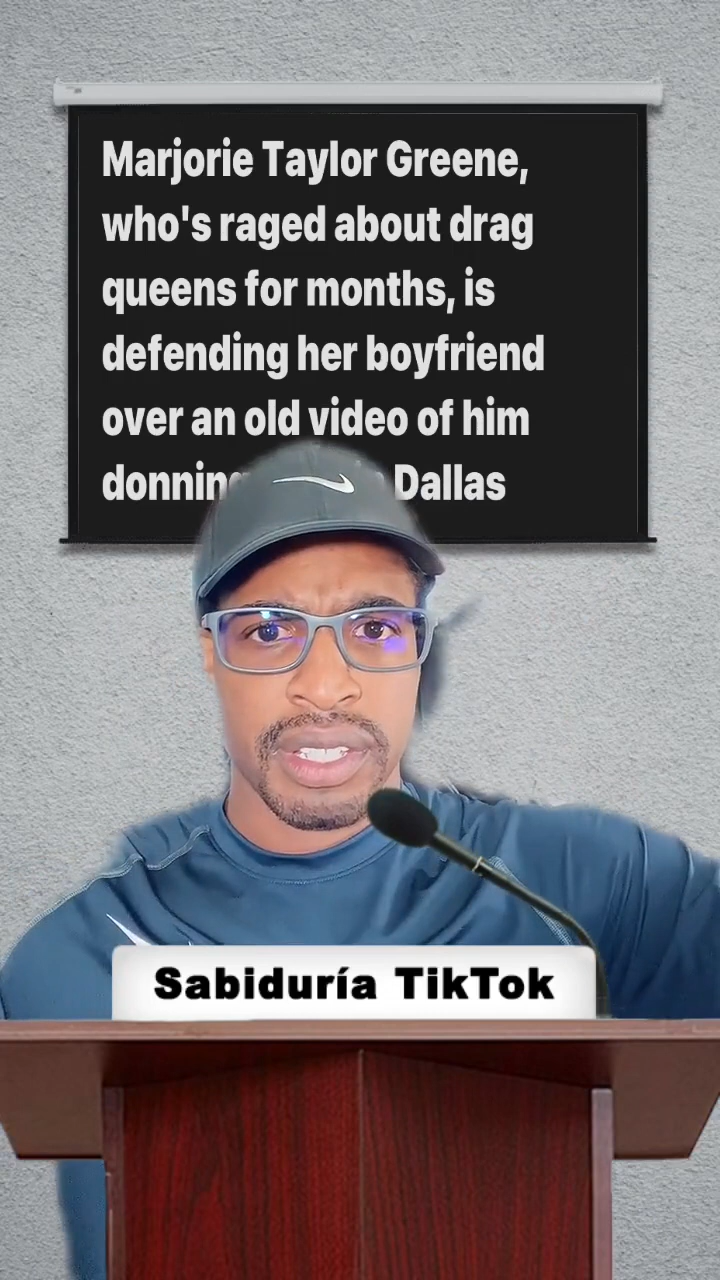 Marjorie Taylor Greene,
who's raged about drag
queens for months, is
defending her boyfriend
over an old video of him
Dallas
Sabiduría TikTok